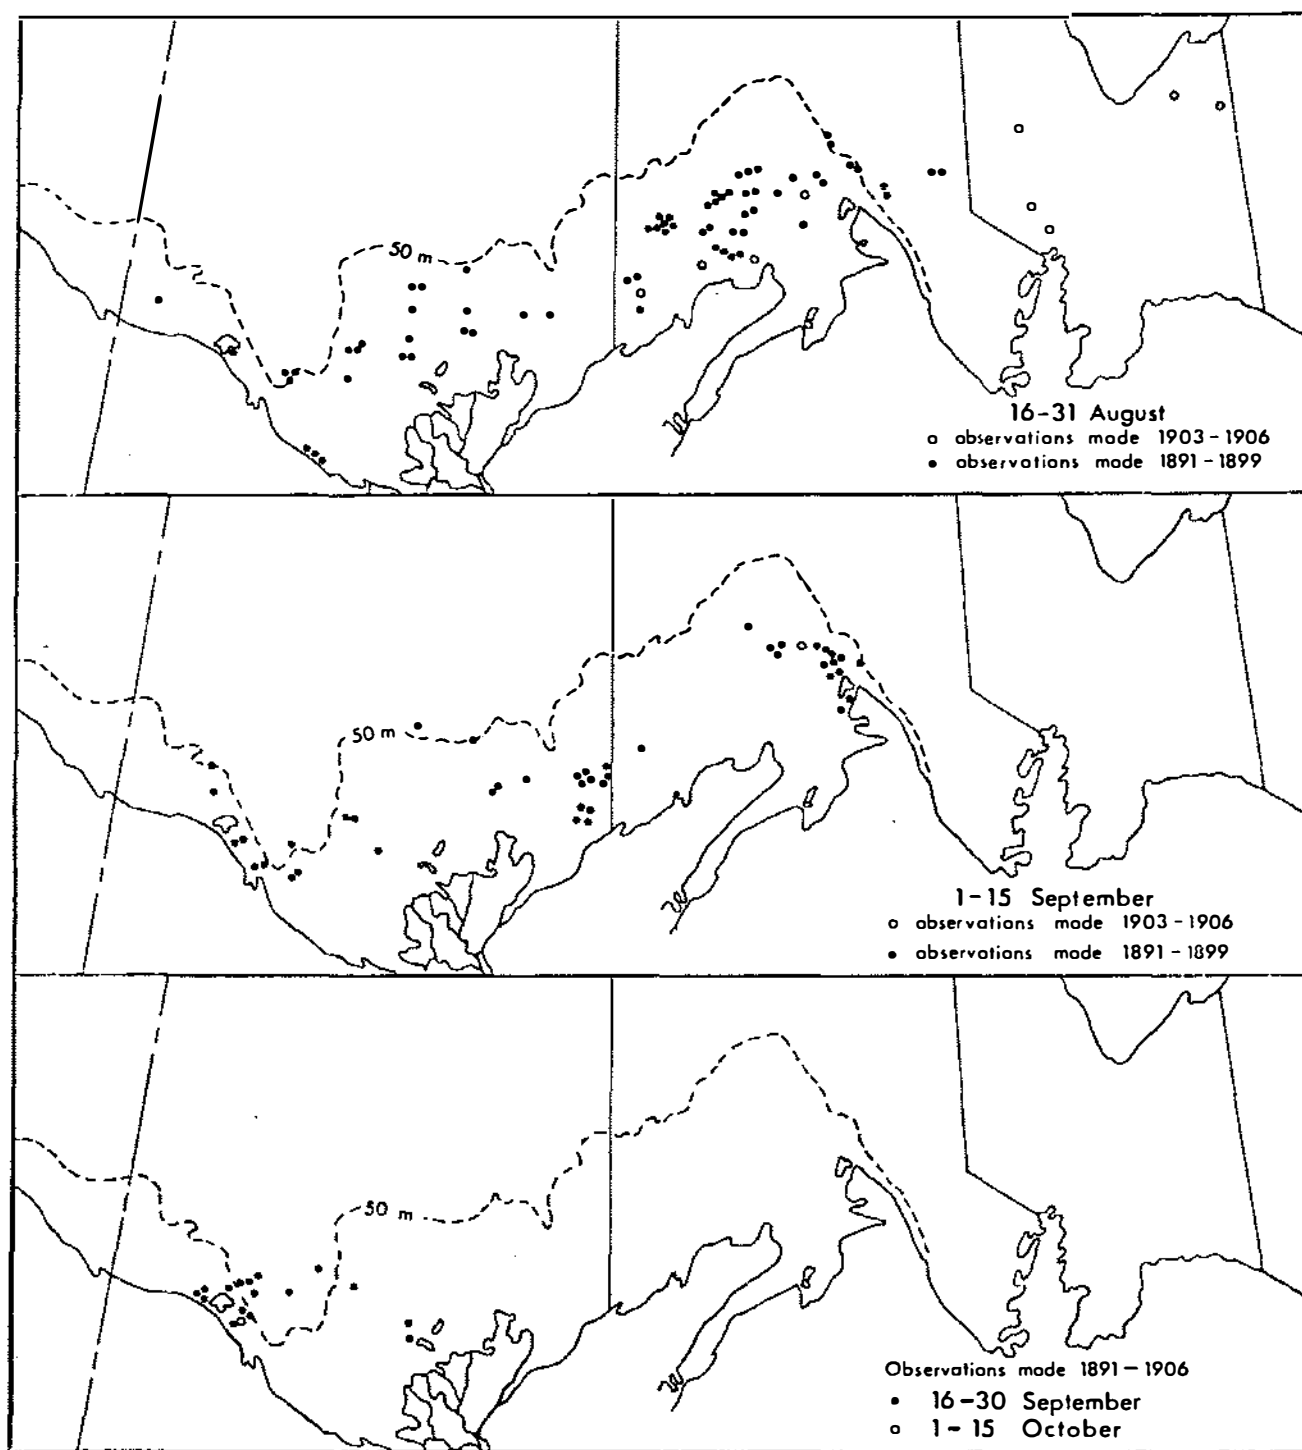 50 m
16-31 August
o observations made 1903-1906
• observations made 1891-1899
50 m
1-15 September
o observations made 1903-1906
• observations made 1891-1899
50 m
Observations made 1891-1906
• 16-30 September
o 1-15 October